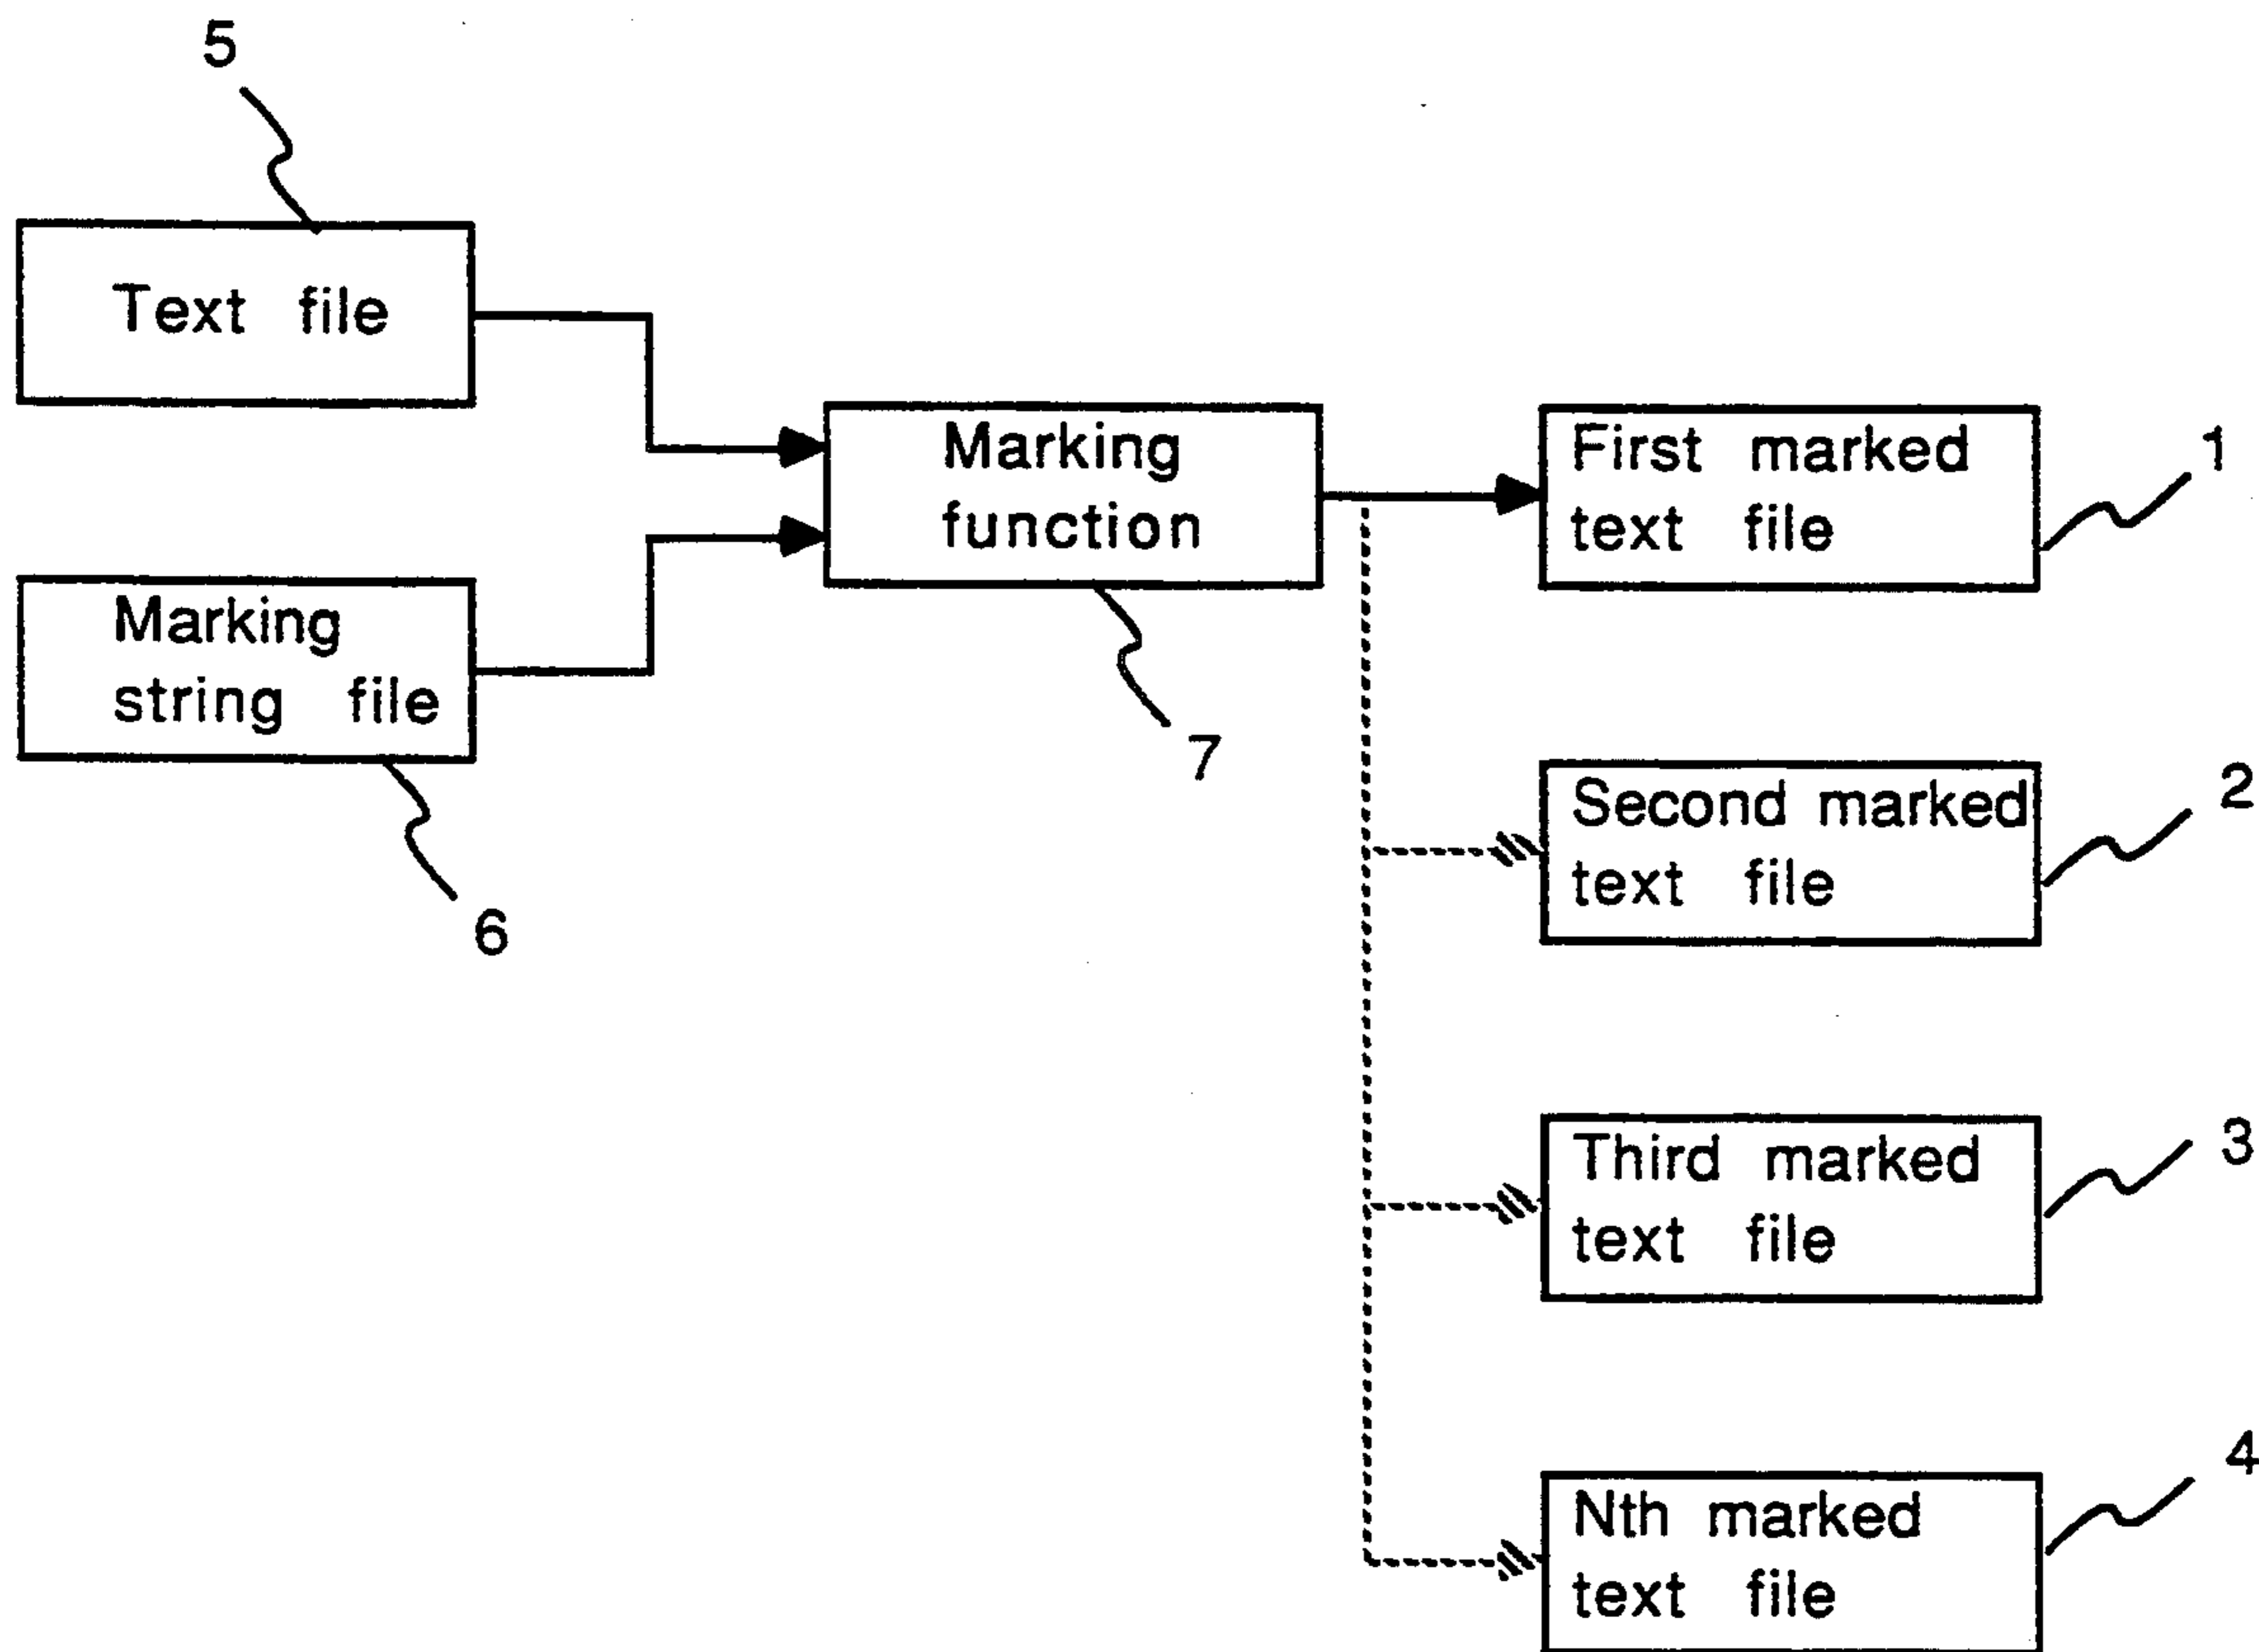 5
Text file
Marking
function
First marked
text file
1
Marking
string file
7
Second marked
text file
2
6
Third marked
text file
3
Nth marked
text file
4